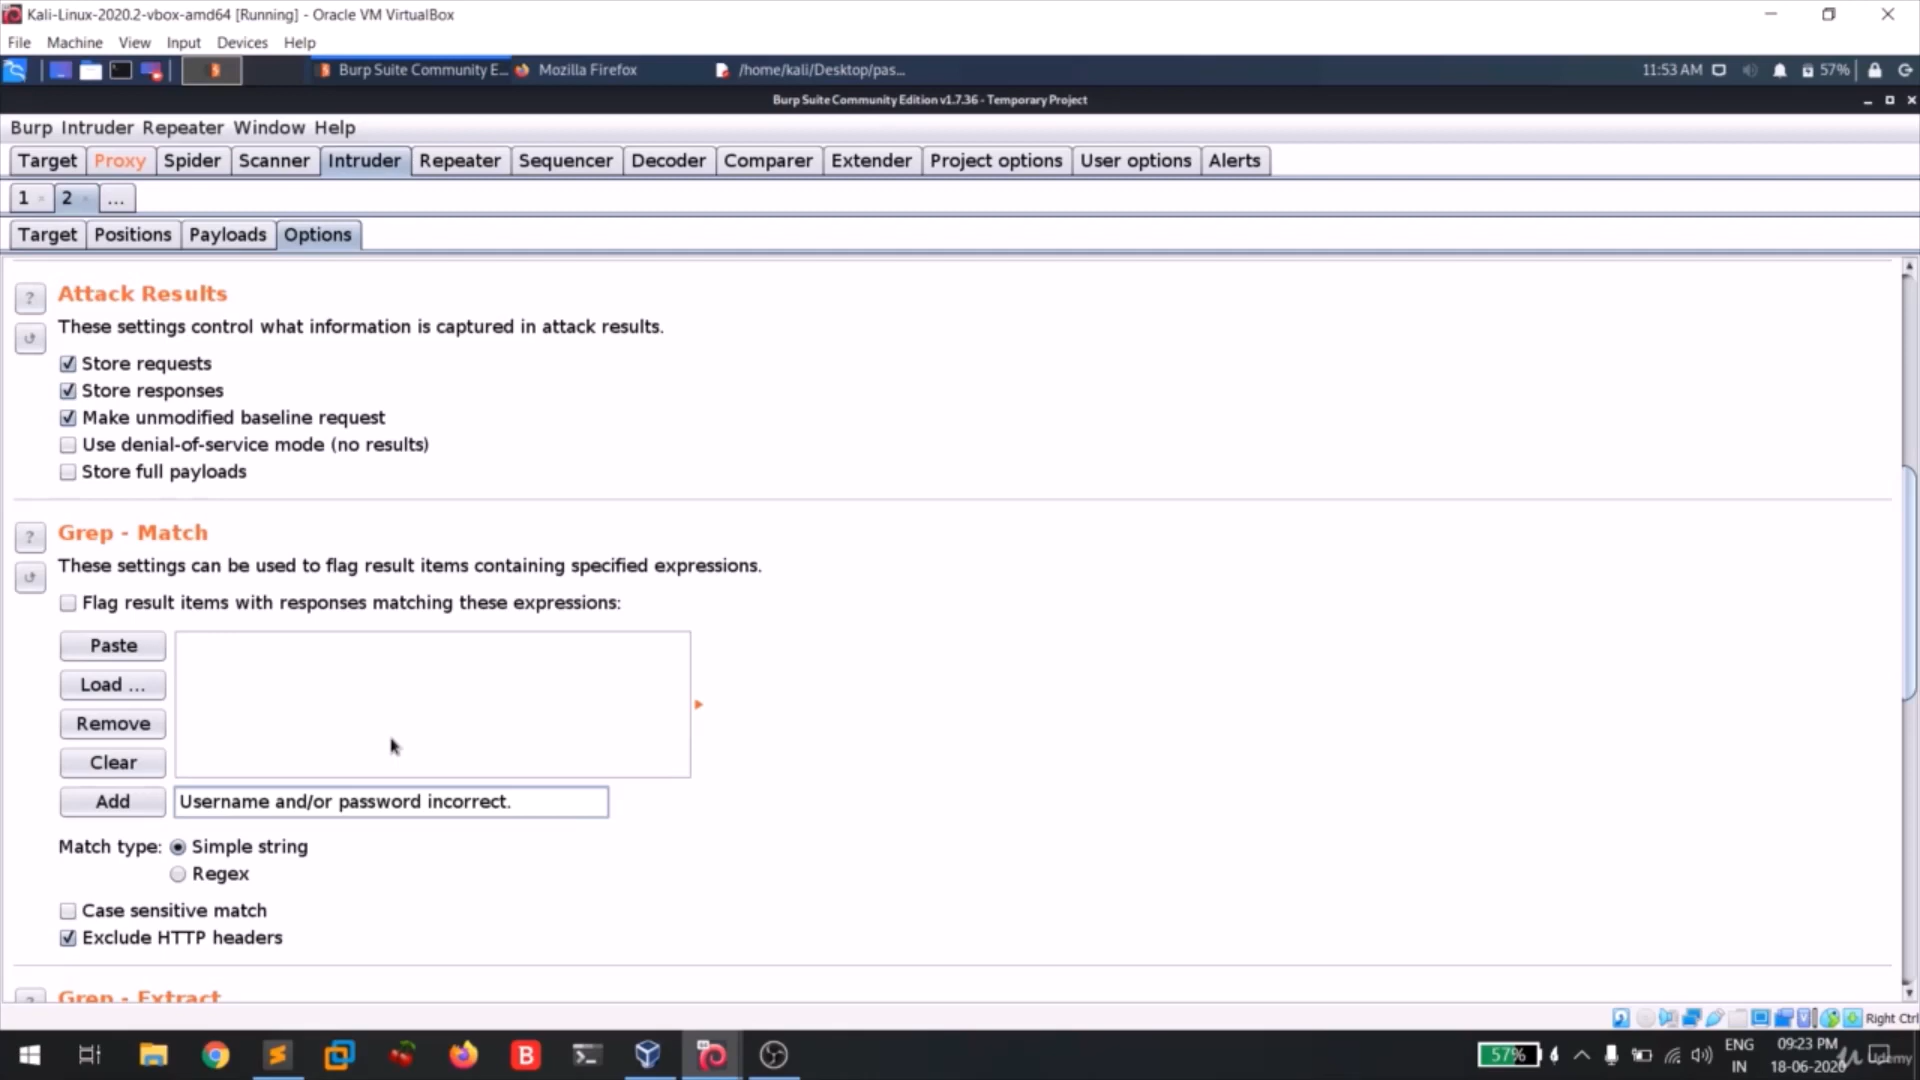 Kali-Linux-2020.2-vbox-amd64 [Running] - Oracle VM VirtualBox
File Machine View Input Devices Help
Burp Suite Community E... Mozilla Firefox /home/kali/Desktop/pas... 11:53 AM 57%
Burp Suite Community Edition v1.7.36 - Temporary Project
Burp Intruder Repeater Window Help
Target Proxy Spider Scanner Intruder Repeater Sequencer Decoder Comparer Extender Project options User options Alerts
1 × 2 × ...
Target Positions Payloads Options
? Attack Results
These settings control what information is captured in attack results.
Store requests
Store responses
Make unmodified baseline request
Use denial-of-service mode (no results)
Store full payloads
? Grep - Match
These settings can be used to flag result items containing specified expressions.
Flag result items with responses matching these expressions:
Paste
Load ...
Remove
Clear
Add Username and/or password incorrect.
Match type: Simple string
Regex
Case sensitive match
Exclude HTTP headers
? Grep - Extract
Right Ctrl
57% ENG 09:23 PM
IN 18-06-2020 Udemy